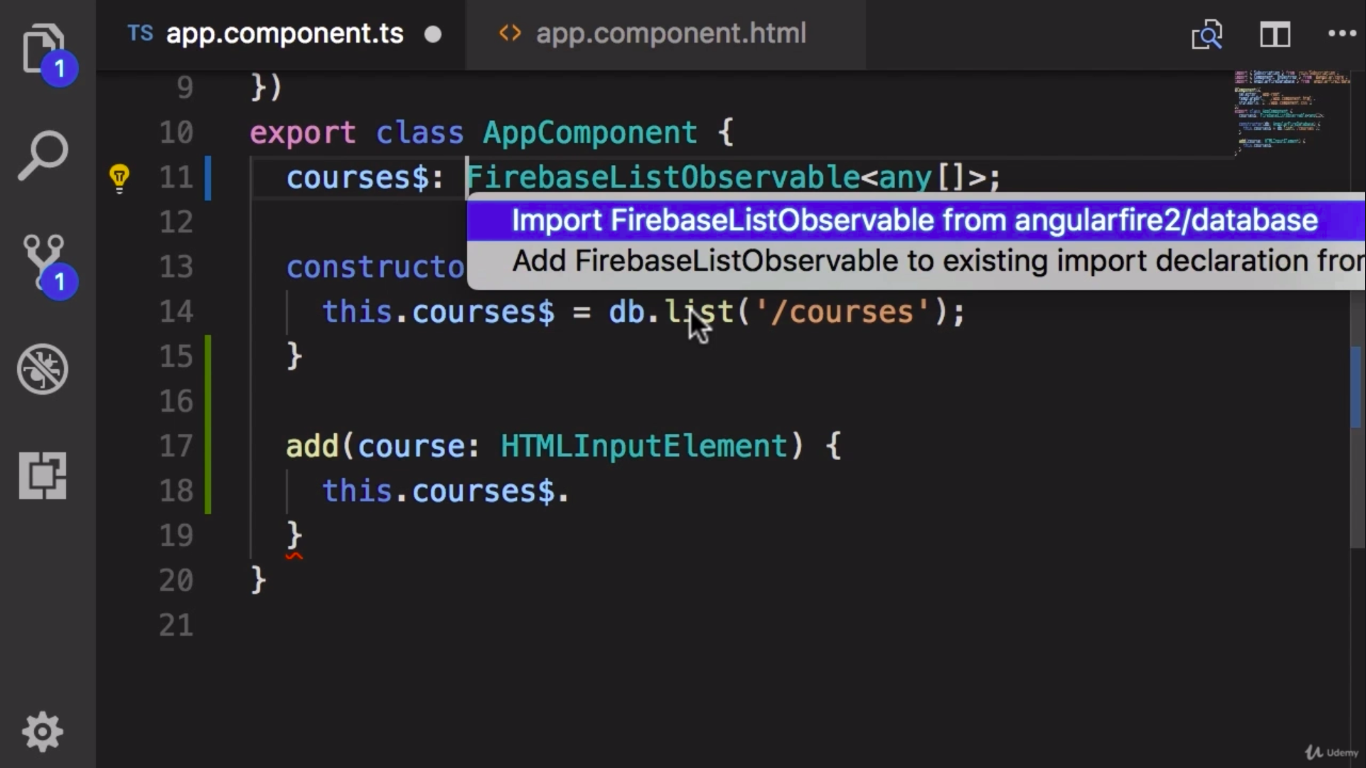 1
1
TS app.component.ts
<> app.component.html
9 })
10 export class AppComponent {
11 courses$: FirebaseListObservable<any[]>;
Import FirebaseListObservable from angularfire2/database
12
Add FirebaseListObservable to existing import declaration from
13 constructo
14 this.courses$ = db.list('/courses');
15 }
16
17 add(course: HTMLInputElement) {
18 this.courses$.
19 }
20 }
21
Udemy